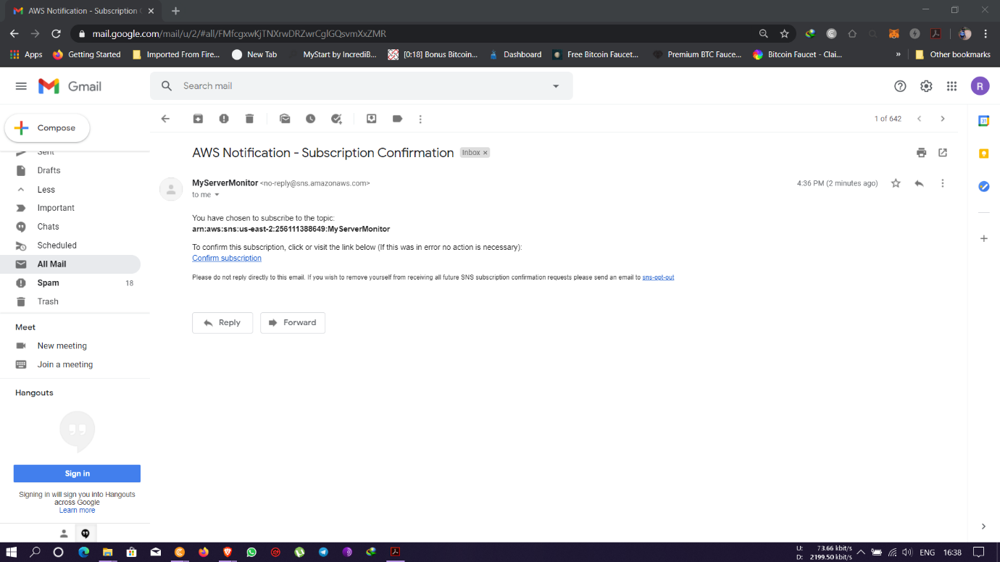 AWS Notification - Subscription
mail.google.com/mail/u/2/#all/FMfcgxwKjTNXrwDRZwrCglGQsvmXxZMR
Apps
Getting Started
Imported From Fire...
New Tab
MyStart by IncrediB...
[0:18] Bonus Bitcoin...
Dashboard
Free Bitcoin Faucet...
Premium BTC Fauce...
Bitcoin Faucet - Clai...
»
Other bookmarks
Gmail
Search mail
R
Compose
1 of 642
31
Sent
Drafts
Less
Important
Chats
Scheduled
All Mail
Spam 18
Trash
Meet
New meeting
Join a meeting
Hangouts
Sign in
Signing in will sign you into Hangouts
across Google
Learn more
AWS Notification - Subscription Confirmation Inbox ×
MyServerMonitor <no-reply@sns.amazonaws.com>
4:36 PM (2 minutes ago)
to me
You have chosen to subscribe to the topic:
arn:aws:sns:us-east-2:256111388649:MyServerMonitor
To confirm this subscription, click or visit the link below (If this was in error no action is necessary):
Confirm subscription
Please do not reply directly to this email. If you wish to remove yourself from receiving all future SNS subscription confirmation requests please send an email to sns-opt-out
Reply
Forward
U: 73.66 kbit/s
D: 2199.50 kbit/s
ENG
16:38